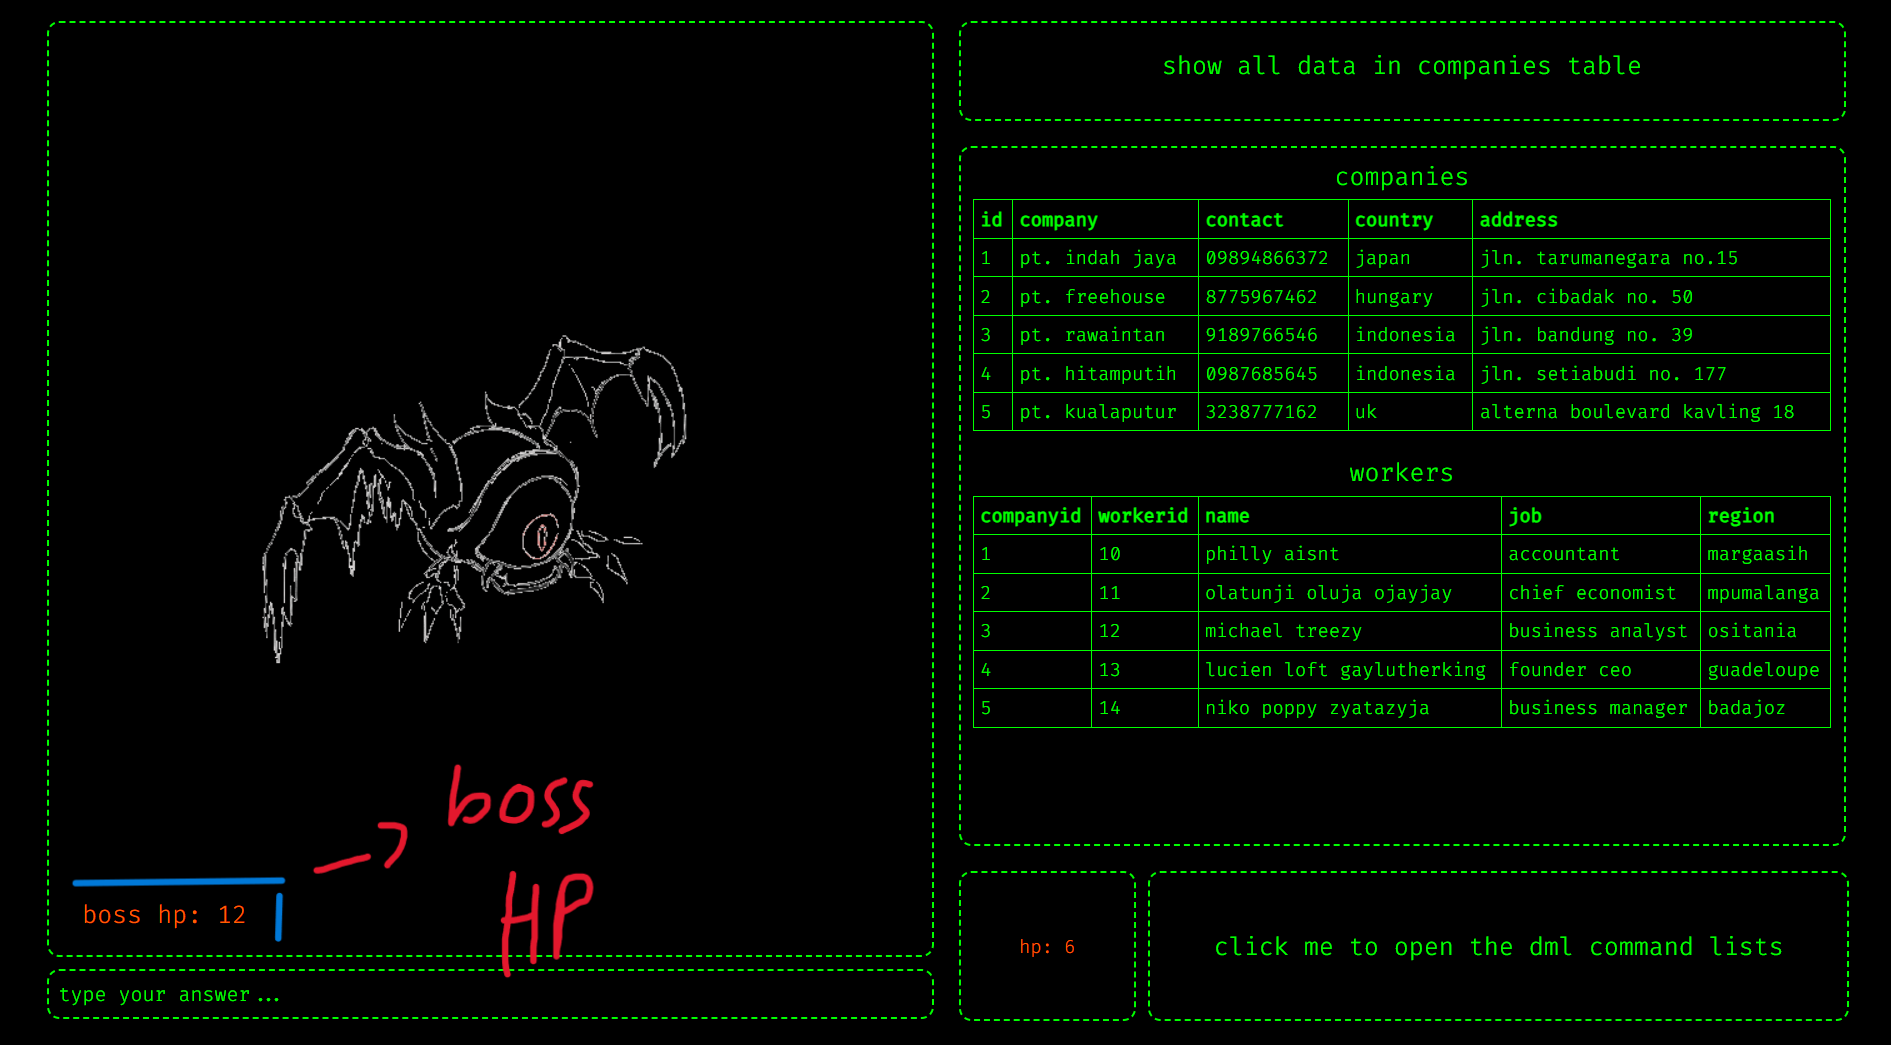 show all data in companies table
companies
id company contact country address
1 pt. indah jaya 09894866372 japan jln. tarumanegara no.15
2 pt. freehouse 8775967462 hungary jln. cibadak no. 50
3 pt. rawaintan 9189766546 indonesia jln. bandung no. 39
4 pt. hitamputih 0987685645 indonesia jln. setiabudi no. 177
5 pt. kualaputur 3238777162 uk alterna boulevard kavling 18
workers
companyid workerid name job region
1 10 philly aisnt accountant margaasih
2 11 olatunji oluja ojayjay chief economist mpumalanga
3 12 michael treezy business analyst ositania
4 13 lucien loft gaylutherking founder ceo guadeloupe
5 14 niko poppy zyatazyja business manager badajoz
boss
HP
boss hp: 12
type your answer...
hp: 6
click me to open the dml command lists